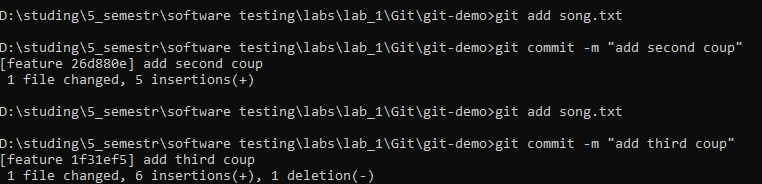 D:\studing\5_semestr\software testing\labs\lab_1\Git\git-demo>git add song.txt
D:\studing\5_semestr\software testing\labs\lab_1\Git\git-demo>git commit -m "add second coup"
[feature 26d880e] add second coup
 1 file changed, 5 insertions(+)
D:\studing\5_semestr\software testing\labs\lab_1\Git\git-demo>git add song.txt
D:\studing\5_semestr\software testing\labs\lab_1\Git\git-demo>git commit -m "add third coup"
[feature 1f31ef5] add third coup
 1 file changed, 6 insertions(+), 1 deletion(-)